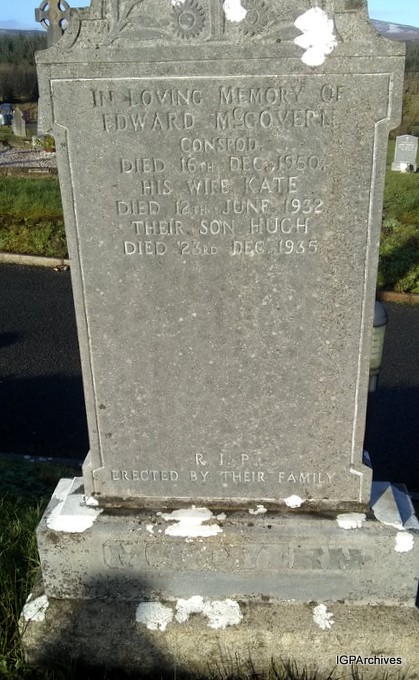 IN LOVING MEMORY OF
EDWARD McGOVERN
CONSPOD
DIED 16TH DEC. 1950
HIS WIFE KATE
DIED 12TH JUNE 1932
THEIR SON HUGH
DIED 23RD DEC. 1935
R. I. P.
ERECTED BY THEIR FAMILY
McGOVERN
IGPArchives